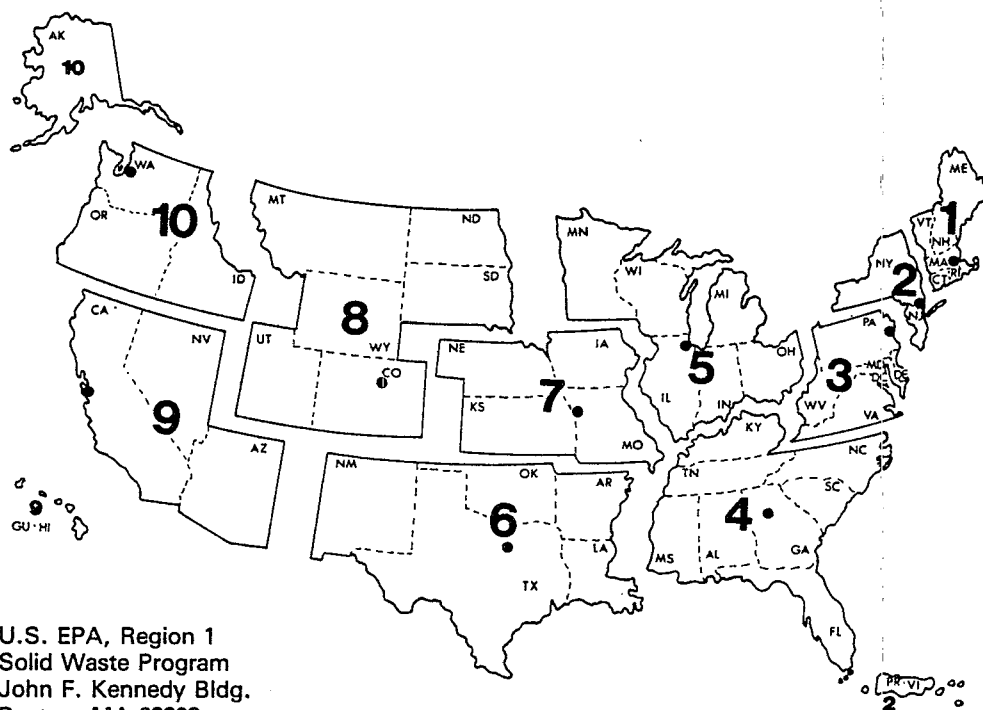 AK
10
WA
OR
10
ID
MT
ND
SD
8
WY
UT
CO
CA
NV
9
AZ
9
GU · HI
NE
IA
7
KS
MO
NM
OK
AR
6
LA
TX
MN
WI
MI
5
OH
IL
IN
KY
TN
NC
SC
4
MS
AL
GA
FL
ME
VT
1
NH
MA
RI
CT
NY
2
NJ
PA
3
MD
DE
WV
VA
PR · VI
2
U.S. EPA, Region 1
Solid Waste Program
John F. Kennedy Bldg.